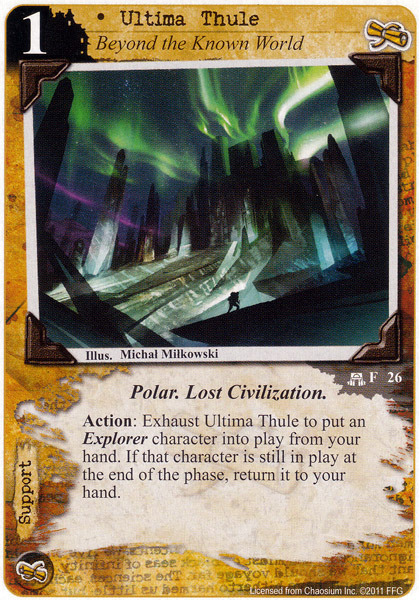 1
• Ultima Thule
Beyond the Known World
Illus. Michał Miłkowski
F 26
Polar. Lost Civilization.
Action: Exhaust Ultima Thule to put an
Explorer character into play from your
hand. If that character is still in play at
the end of the phase, return it to your
hand.
Support
Licensed from Chaosium Inc. ©2011 FFG